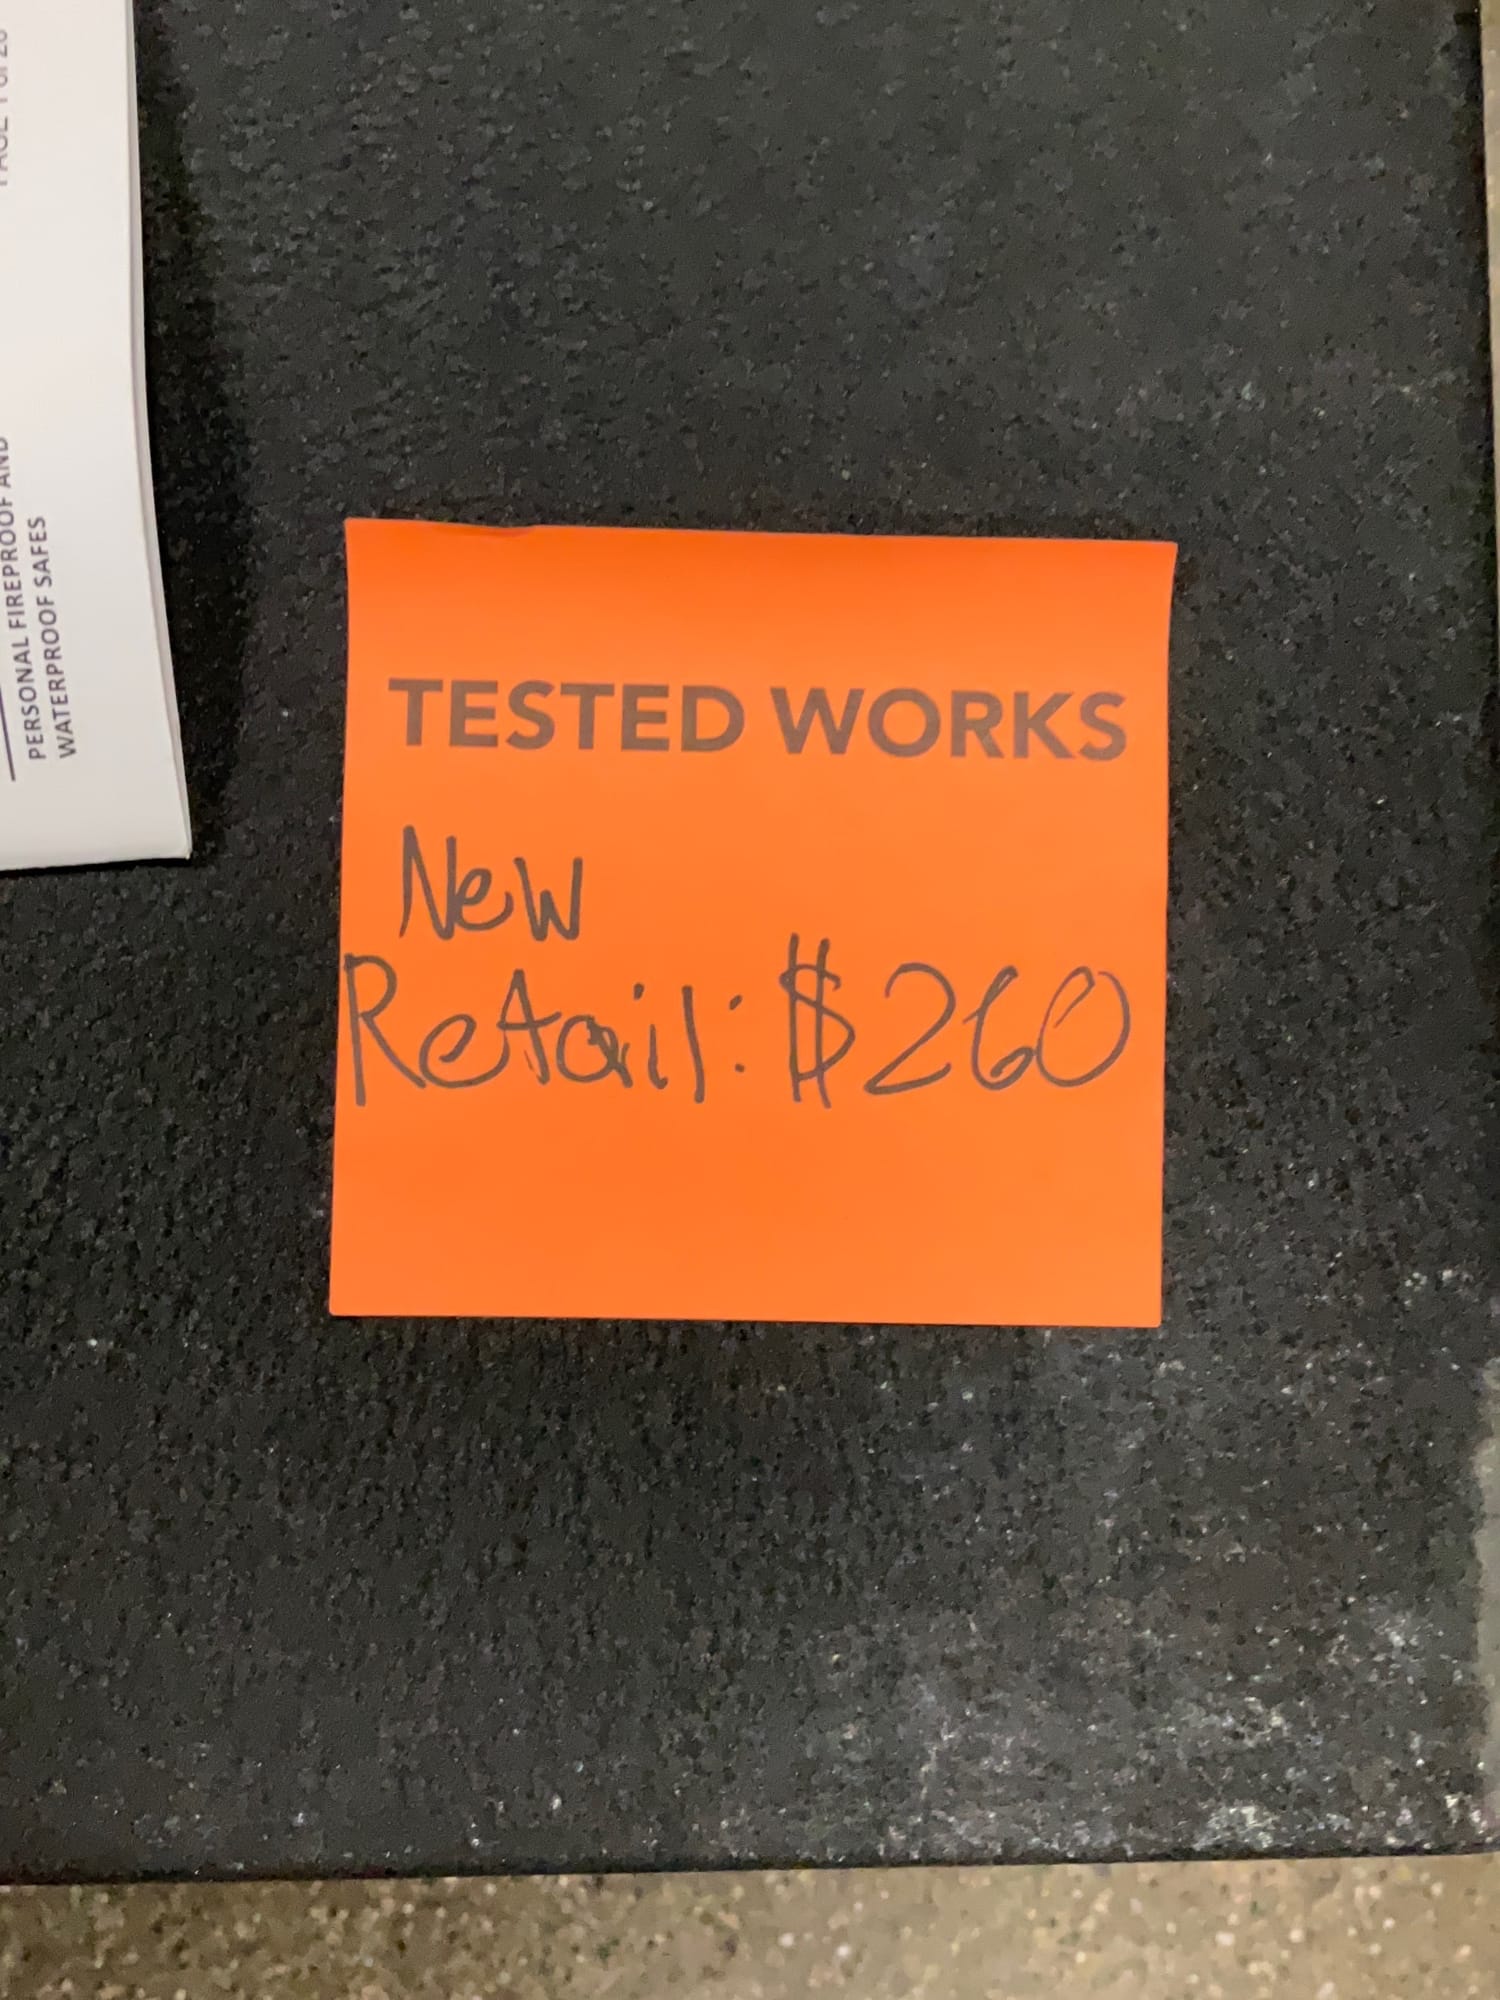 PERSONAL FIREPROOF AND
WATERPROOF SAFES
TESTED WORKS
New
Retail: $260